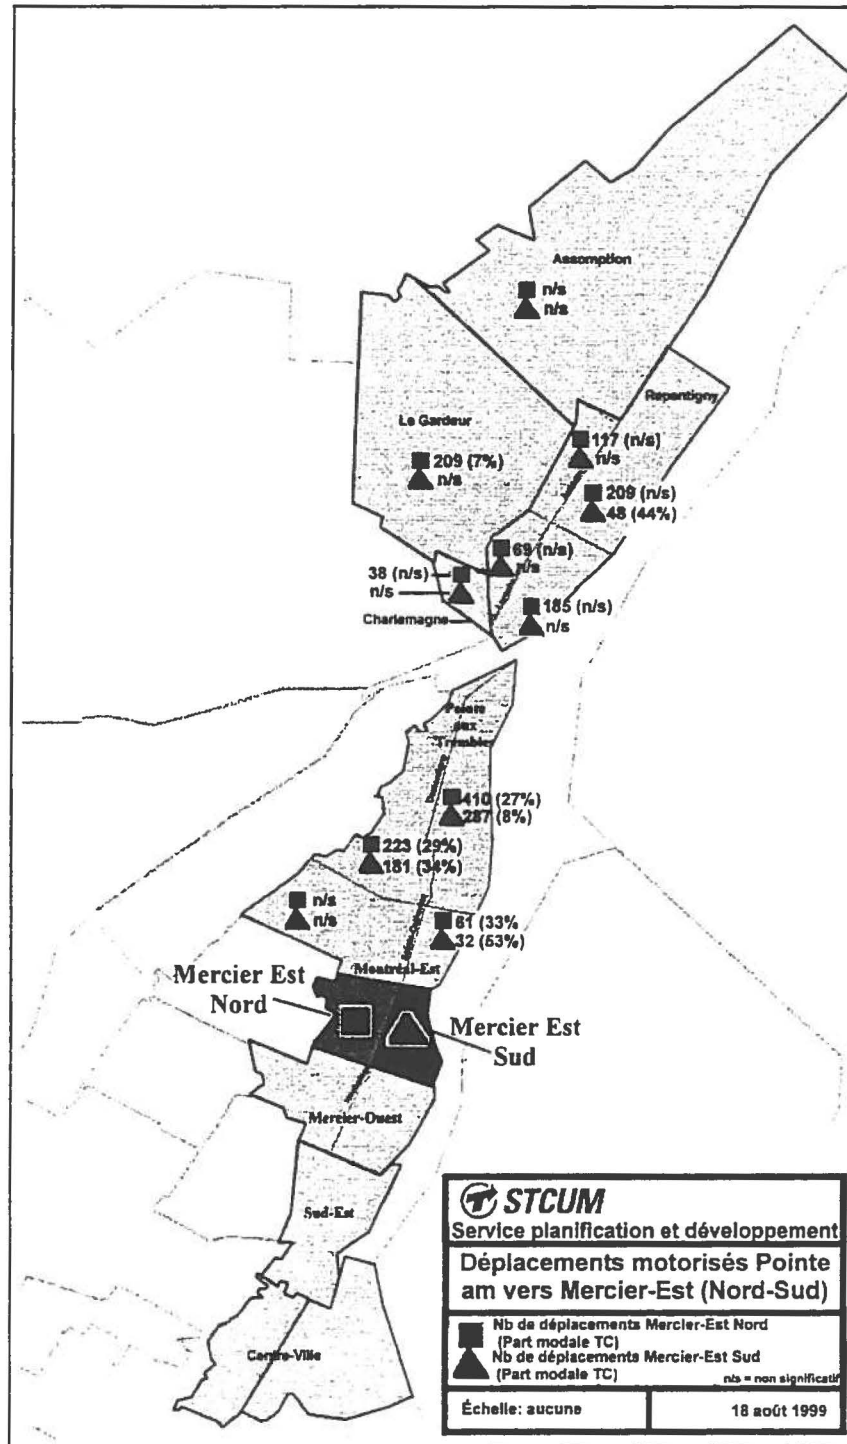 Assomption
n/s
n/s
Repentigny
Le Gardeur
117 (n/s)
n/s
209 (7%)
n/s
209 (n/s)
48 (44%)
69 (n/s)
n/s
38 (n/s)
n/s
185 (n/s)
n/s
Charlemagne
Pointe
aux
Trembles
410 (27%)
287 (8%)
223 (29%)
181 (34%)
n/s
n/s
61 (33%
32 (53%)
Montréal-Est
Mercier Est
Nord
Mercier Est
Sud
Mercier-Ouest
Sud-Est
Centre-Ville
STCUM
Service planification et développement
Déplacements motorisés Pointe
am vers Mercier-Est (Nord-Sud)
Nb de déplacements Mercier-Est Nord
(Part modale TC)
Nb de déplacements Mercier-Est Sud
(Part modale TC)
n/s = non significatif
Échelle: aucune
18 août 1999